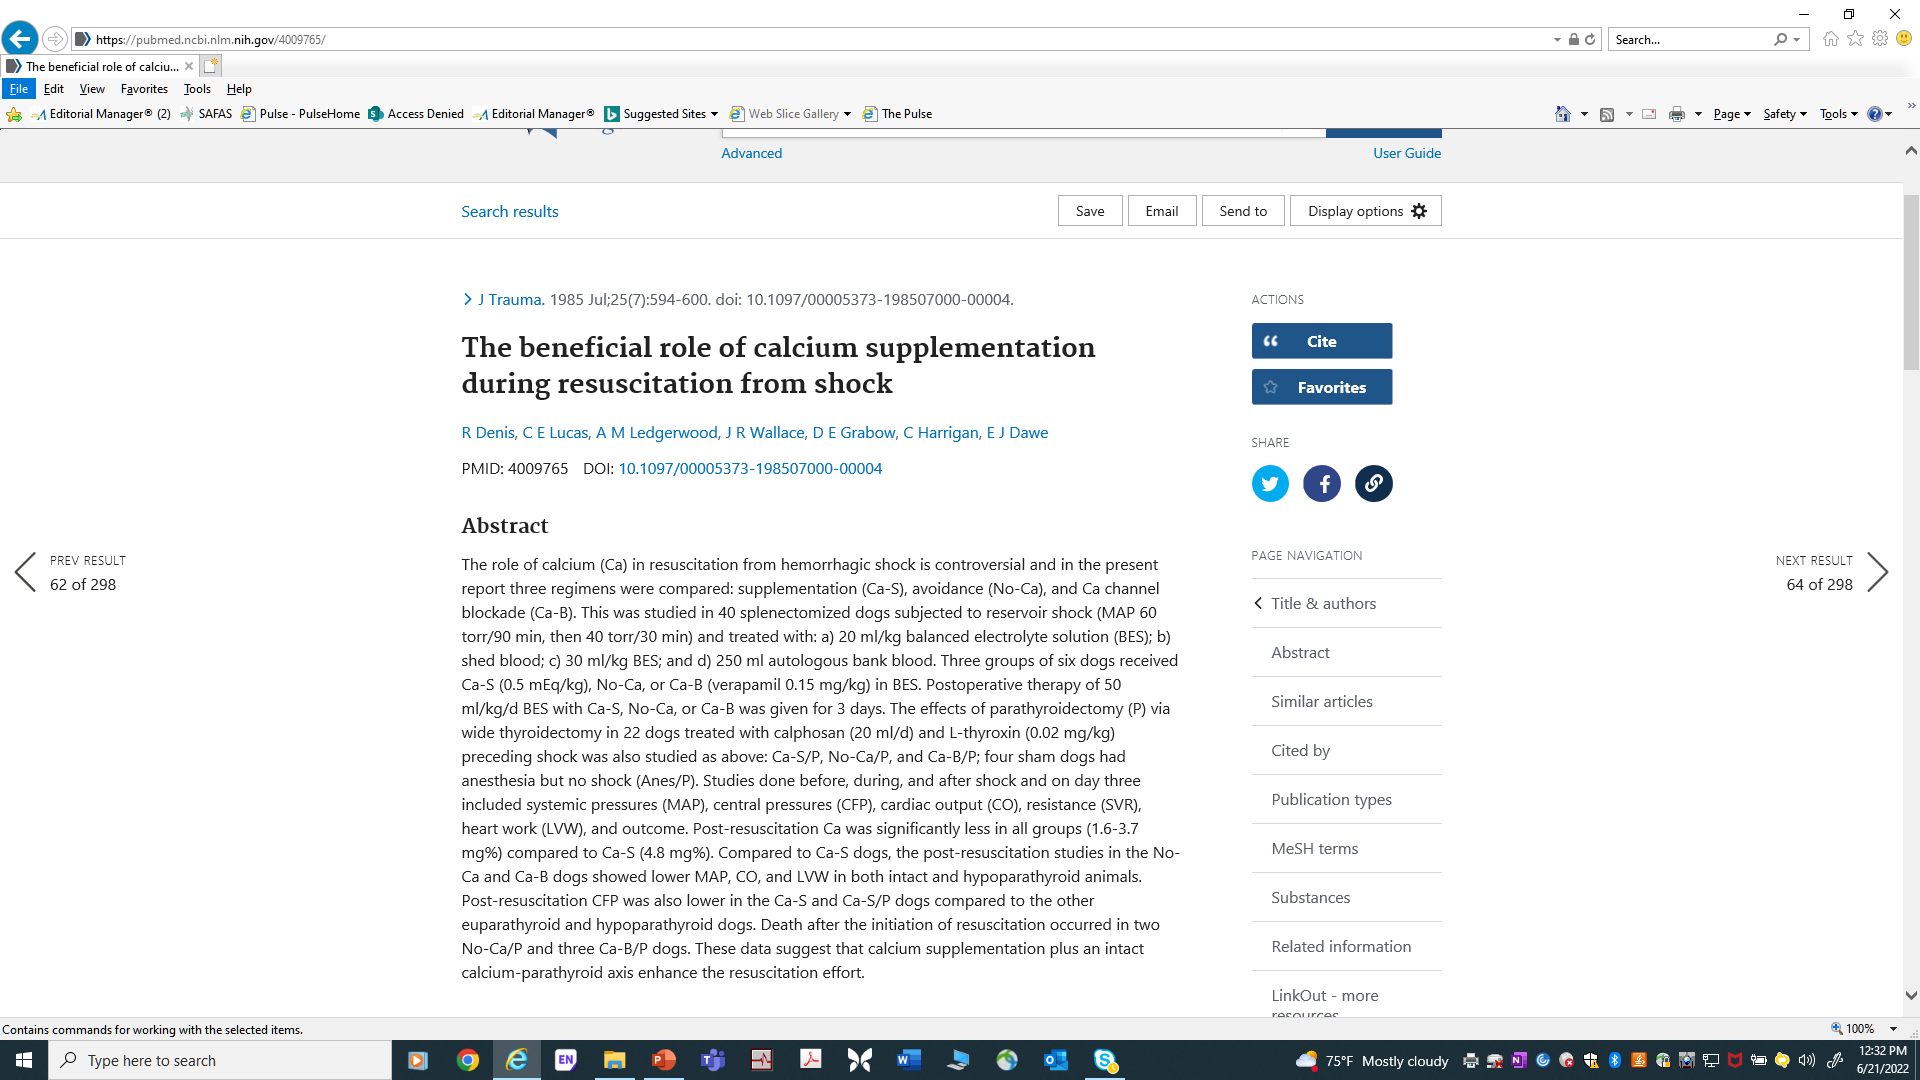 https://pubmed.ncbi.nlm.nih.gov/4009765/
Search...
The beneficial role of calciu...
File Edit View Favorites Tools Help
Editorial Manager® (2) SAFAS Pulse - PulseHome Access Denied Editorial Manager® Suggested Sites Web Slice Gallery The Pulse
Page Safety Tools
Advanced
User Guide
Search results
Save Email Send to Display options
J Trauma. 1985 Jul;25(7):594-600. doi: 10.1097/00005373-198507000-00004.
The beneficial role of calcium supplementation
during resuscitation from shock
R Denis, C E Lucas, A M Ledgerwood, J R Wallace, D E Grabow, C Harrigan, E J Dawe
PMID: 4009765 DOI: 10.1097/00005373-198507000-00004
Abstract
The role of calcium (Ca) in resuscitation from hemorrhagic shock is controversial and in the present
report three regimens were compared: supplementation (Ca-S), avoidance (No-Ca), and Ca channel
blockade (Ca-B). This was studied in 40 splenectomized dogs subjected to reservoir shock (MAP 60
torr/90 min, then 40 torr/30 min) and treated with: a) 20 ml/kg balanced electrolyte solution (BES); b)
shed blood; c) 30 ml/kg BES; and d) 250 ml autologous bank blood. Three groups of six dogs received
Ca-S (0.5 mEq/kg), No-Ca, or Ca-B (verapamil 0.15 mg/kg) in BES. Postoperative therapy of 50
ml/kg/d BES with Ca-S, No-Ca, or Ca-B was given for 3 days. The effects of parathyroidectomy (P) via
wide thyroidectomy in 22 dogs treated with calphosan (20 ml/d) and L-thyroxin (0.02 mg/kg)
preceding shock was also studied as above: Ca-S/P, No-Ca/P, and Ca-B/P; four sham dogs had
anesthesia but no shock (Anes/P). Studies done before, during, and after shock and on day three
included systemic pressures (MAP), central pressures (CFP), cardiac output (CO), resistance (SVR),
heart work (LVW), and outcome. Post-resuscitation Ca was significantly less in all groups (1.6-3.7
mg%) compared to Ca-S (4.8 mg%). Compared to Ca-S dogs, the post-resuscitation studies in the No-
Ca and Ca-B dogs showed lower MAP, CO, and LVW in both intact and hypoparathyroid animals.
Post-resuscitation CFP was also lower in the Ca-S and Ca-S/P dogs compared to the other
euparathyroid and hypoparathyroid dogs. Death after the initiation of resuscitation occurred in two
No-Ca/P and three Ca-B/P dogs. These data suggest that calcium supplementation plus an intact
calcium-parathyroid axis enhance the resuscitation effort.
PREV RESULT
62 of 298
NEXT RESULT
64 of 298
ACTIONS
Cite
Favorites
SHARE
PAGE NAVIGATION
Title & authors
Abstract
Similar articles
Cited by
Publication types
MeSH terms
Substances
Related information
LinkOut - more
resources
Contains commands for working with the selected items.
100%
Type here to search
EN
75°F Mostly cloudy
12:32 PM
6/21/2022